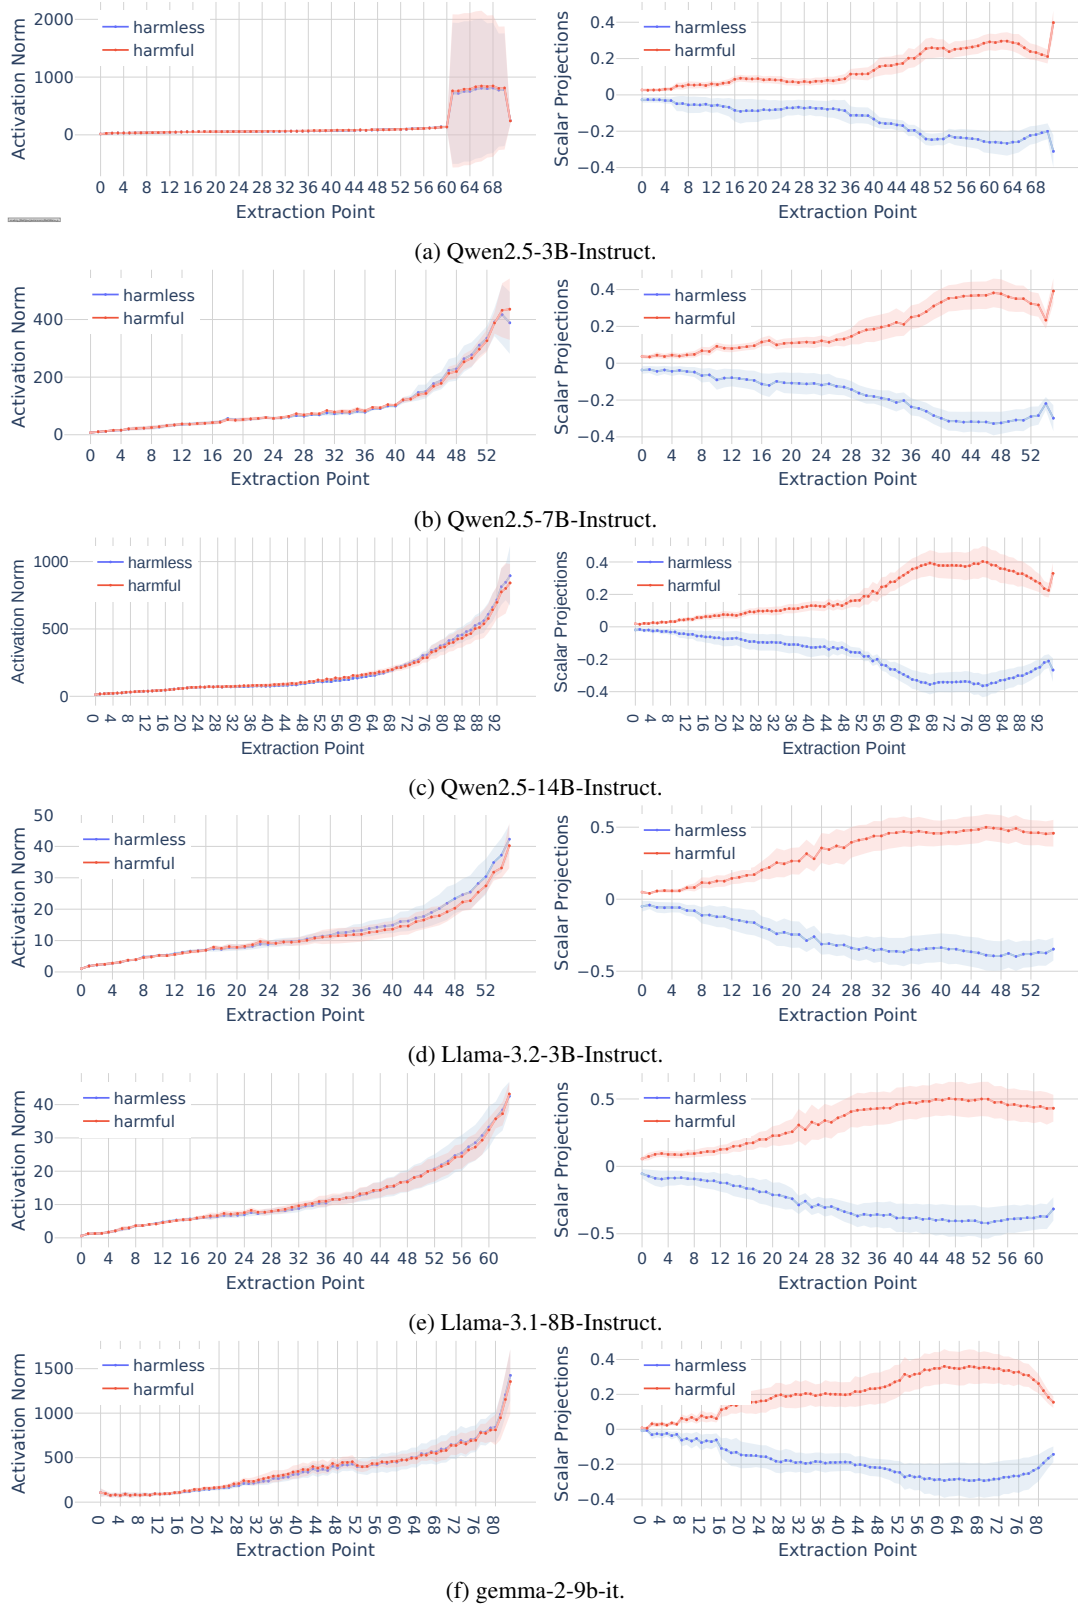 2000
1000
0
Activation Norm
harmless
harmful
0 4 8 12 16 20 24 28 32 36 40 44 48 52 56 60 64 68
Extraction Point
0.4
0.2
0
−0.2
−0.4
Scalar Projections
harmless
harmful
0 4 8 12 16 20 24 28 32 36 40 44 48 52 56 60 64 68
Extraction Point
(a) Qwen2.5-3B-Instruct.
400
200
0
Activation Norm
harmless
harmful
0 4 8 12 16 20 24 28 32 36 40 44 48 52
Extraction Point
0.4
0.2
0
−0.2
−0.4
Scalar Projections
harmless
harmful
0 4 8 12 16 20 24 28 32 36 40 44 48 52
Extraction Point
(b) Qwen2.5-7B-Instruct.
1000
500
0
Activation Norm
harmless
harmful
0 4 8 12 16 20 24 28 32 36 40 44 48 52 56 60 64 68 72 76 80 84 88 92
Extraction Point
0.4
0.2
0
−0.2
−0.4
Scalar Projections
harmless
harmful
0 4 8 12 16 20 24 28 32 36 40 44 48 52 56 60 64 68 72 76 80 84 88 92
Extraction Point
(c) Qwen2.5-14B-Instruct.
50
40
30
20
10
0
Activation Norm
harmless
harmful
0 4 8 12 16 20 24 28 32 36 40 44 48 52
Extraction Point
0.5
0
−0.5
Scalar Projections
harmless
harmful
0 4 8 12 16 20 24 28 32 36 40 44 48 52
Extraction Point
(d) Llama-3.2-3B-Instruct.
40
30
20
10
0
Activation Norm
harmless
harmful
0 4 8 12 16 20 24 28 32 36 40 44 48 52 56 60
Extraction Point
0.5
0
−0.5
Scalar Projections
harmless
harmful
0 4 8 12 16 20 24 28 32 36 40 44 48 52 56 60
Extraction Point
(e) Llama-3.1-8B-Instruct.
1500
1000
500
0
Activation Norm
harmless
harmful
0 4 8 12 16 20 24 28 32 36 40 44 48 52 56 60 64 68 72 76 80
Extraction Point
0.4
0.2
0
−0.2
−0.4
Scalar Projections
harmless
harmful
0 4 8 12 16 20 24 28 32 36 40 44 48 52 56 60 64 68 72 76 80
Extraction Point
(f) gemma-2-9b-it.